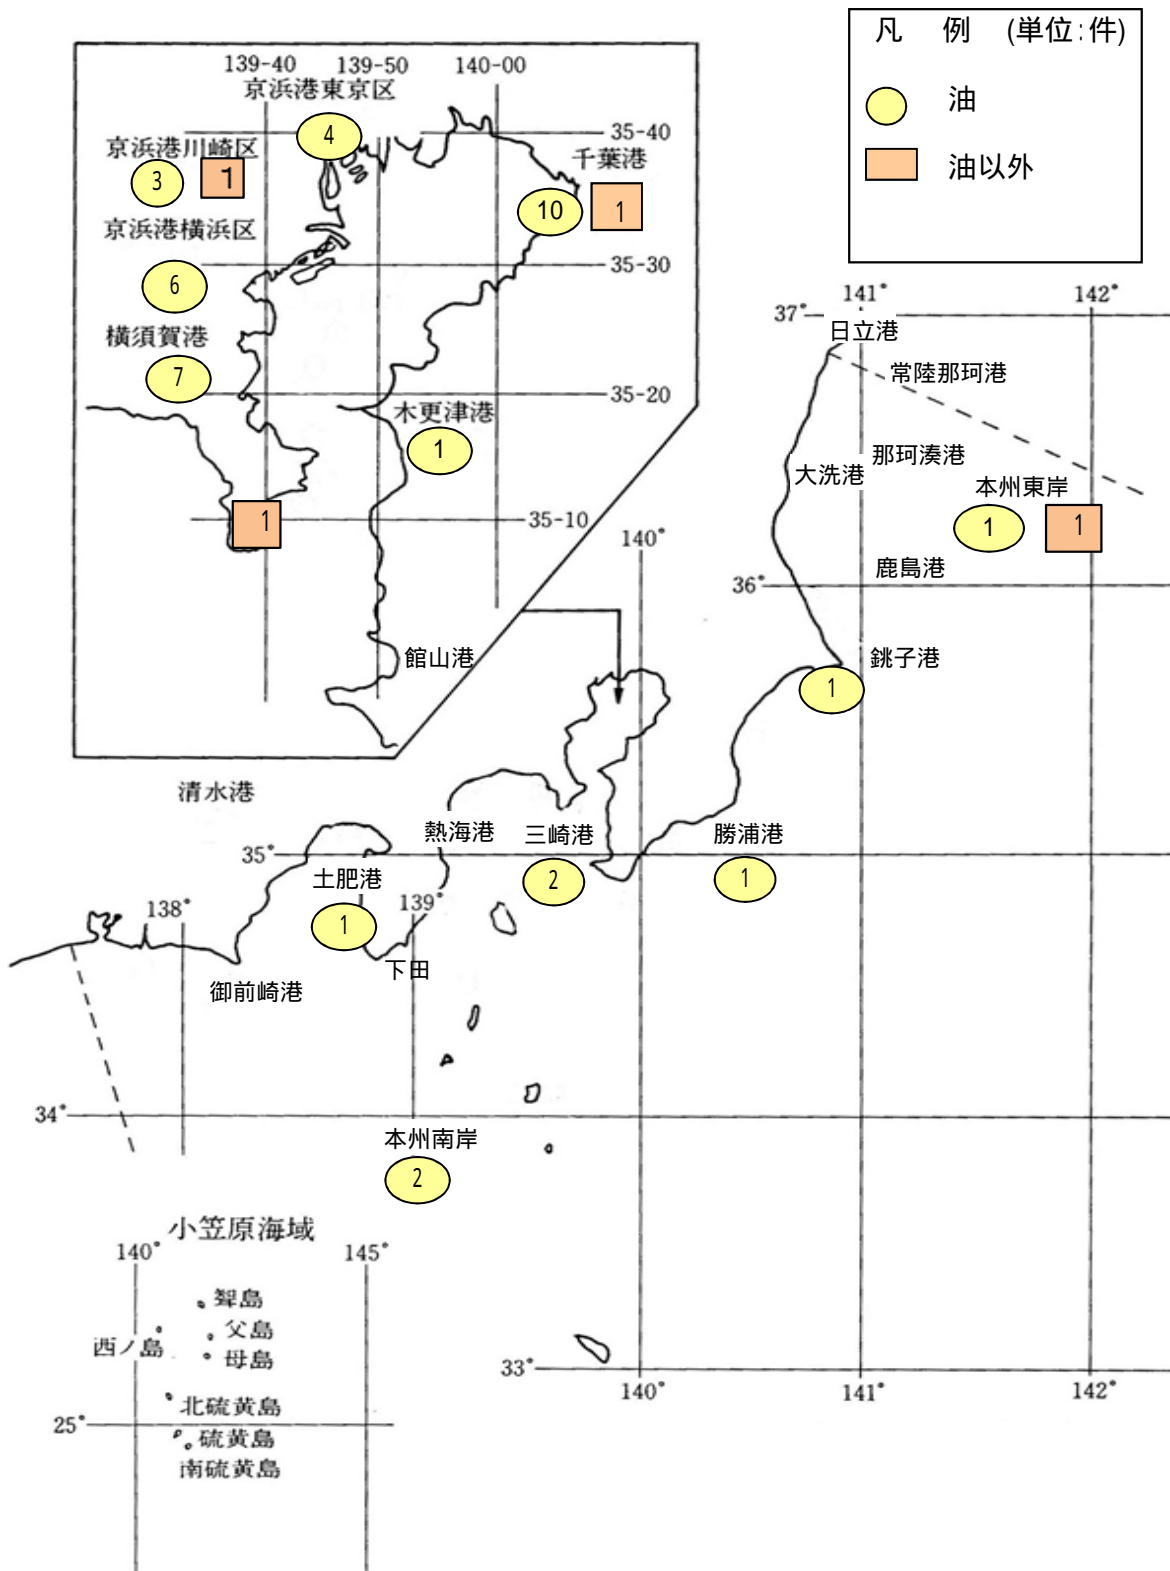 凡 例 (単位:件)
油
油以外
139-40 139-50 140-00
京浜港東京区
4
35-40
京浜港川崎区
千葉港
3
1
10
1
京浜港横浜区
35-30
6
横須賀港
7
35-20
木更津港
1
1
35-10
館山港
141° 142°
37°
日立港
常陸那珂港
那珂湊港
大洗港
本州東岸
1
1
140°
36°
鹿島港
銚子港
1
清水港
熱海港
三崎港
勝浦港
35°
土肥港
2
1
138°
139°
1
下田
御前崎港
34°
本州南岸
2
小笠原海域
140° 145°
聟島
父島
西ノ島
母島
33°
140° 141° 142°
北硫黄島
25°
硫黄島
南硫黄島